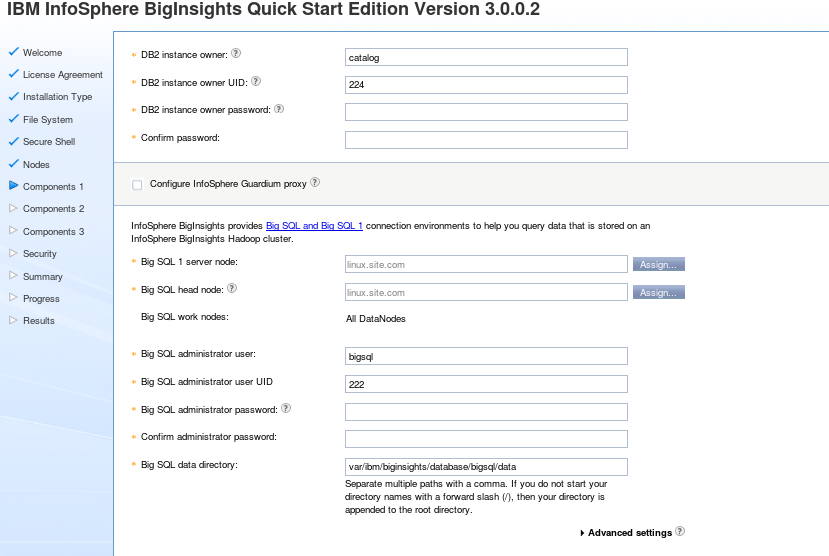 IBM InfoSphere BigInsights Quick Start Edition Version 3.0.0.2
Welcome
License Agreement
Installation Type
File System
Secure Shell
Nodes
Components 1
Components 2
Components 3
Security
Summary
Progress
Results
* DB2 instance owner: ? catalog
* DB2 instance owner UID: ? 224
* DB2 instance owner password: ?
* Confirm password:
Configure InfoSphere Guardium proxy ?
InfoSphere BigInsights provides Big SQL and Big SQL 1 connection environments to help you query data that is stored on an
InfoSphere BigInsights Hadoop cluster.
* Big SQL 1 server node: linux.site.com Assign...
* Big SQL head node: ? linux.site.com Assign...
Big SQL work nodes: All DataNodes
* Big SQL administrator user: bigsql
* Big SQL administrator user UID 222
* Big SQL administrator password: ?
* Confirm administrator password:
* Big SQL data directory: var/ibm/biginsights/database/bigsql/data
Separate multiple paths with a comma. If you do not start your
directory names with a forward slash (/), then your directory is
appended to the root directory.
Advanced settings ?